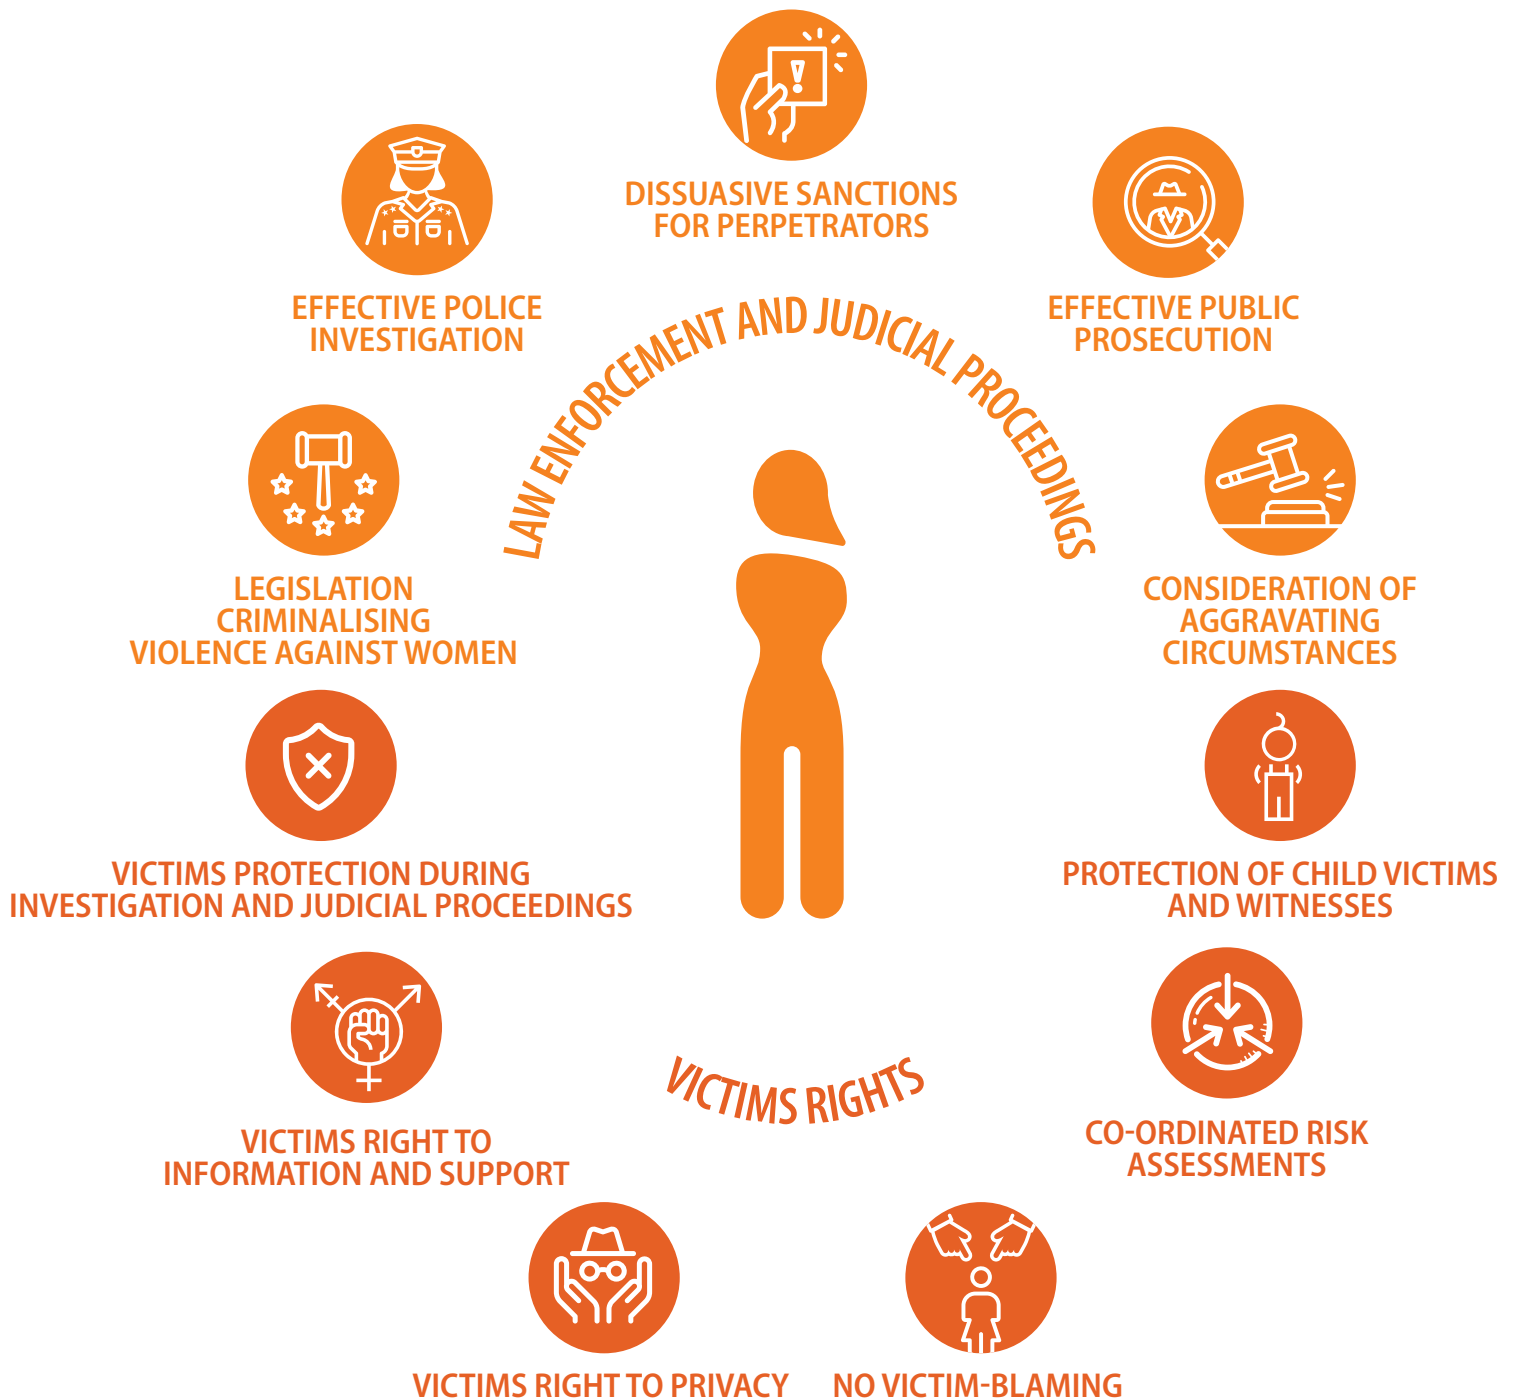 DISSUASIVE SANCTIONS
FOR PERPETRATORS
EFFECTIVE POLICE
INVESTIGATION
EFFECTIVE PUBLIC
PROSECUTION
LAW ENFORCEMENT AND JUDICIAL PROCEEDINGS
LEGISLATION
CRIMINALISING
VIOLENCE AGAINST WOMEN
CONSIDERATION OF
AGGRAVATING
CIRCUMSTANCES
VICTIMS PROTECTION DURING
INVESTIGATION AND JUDICIAL PROCEEDINGS
PROTECTION OF CHILD VICTIMS
AND WITNESSES
VICTIMS RIGHTS
VICTIMS RIGHT TO
INFORMATION AND SUPPORT
CO-ORDINATED RISK
ASSESSMENTS
VICTIMS RIGHT TO PRIVACY
NO VICTIM-BLAMING